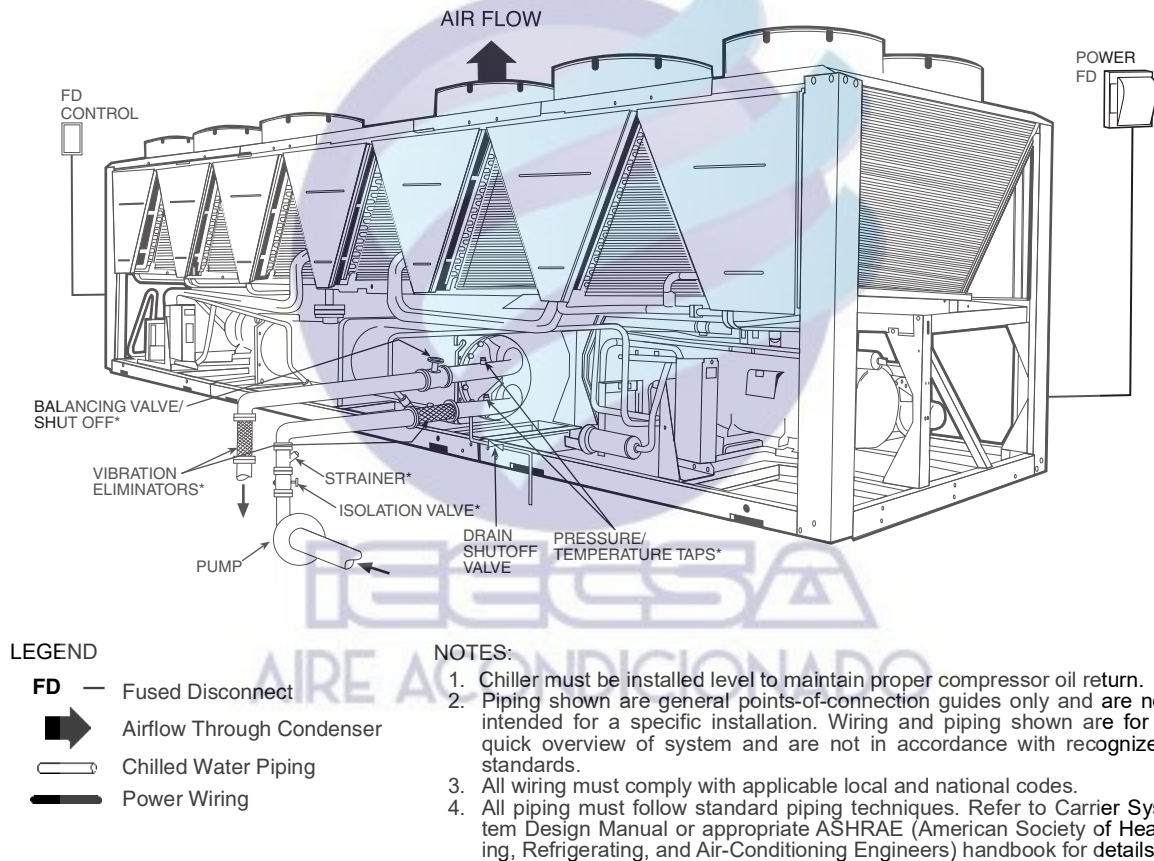 AIR FLOW
POWER
FD
FD
CONTROL
BALANCING VALVE/
SHUT OFF*
VIBRATION
ELIMINATORS*
STRAINER*
ISOLATION VALVE*
PUMP
DRAIN
SHUTOFF
VALVE
PRESSURE/
TEMPERATURE TAPS*
iEECSA
AIRE ACONDICIONADO
LEGEND
FD — Fused Disconnect
Airflow Through Condenser
Chilled Water Piping
Power Wiring
NOTES:
1. Chiller must be installed level to maintain proper compressor oil return.
2. Piping shown are general points-of-connection guides only and are no
intended for a specific installation. Wiring and piping shown are for
quick overview of system and are not in accordance with recognize
standards.
3. All wiring must comply with applicable local and national codes.
4. All piping must follow standard piping techniques. Refer to Carrier Sys
tem Design Manual or appropriate ASHRAE (American Society of Hea
ing, Refrigerating, and Air-Conditioning Engineers) handbook for details